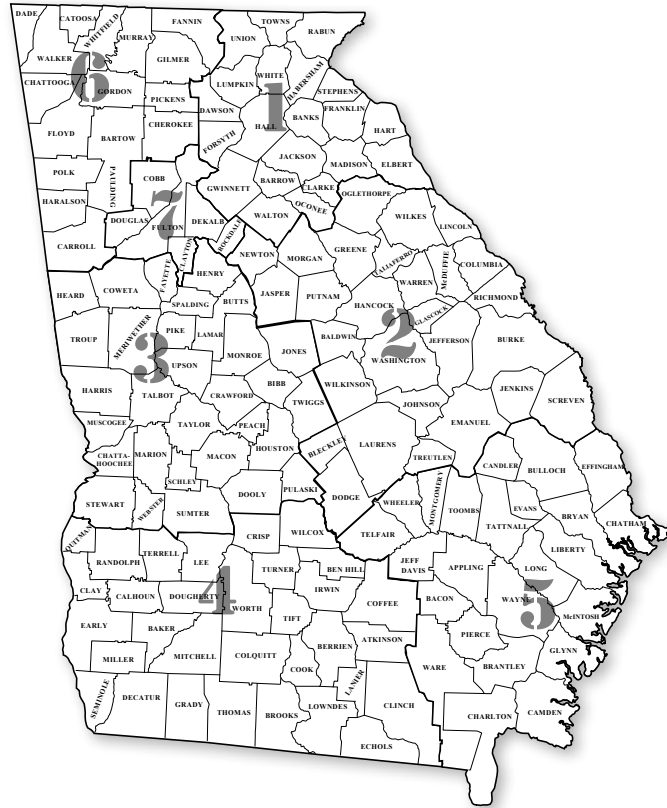 DADE
CATOOSA
WHITFIELD
MURRAY
FANNIN
UNION
TOWNS
RABUN
WALKER
GILMER
LUMPKIN
WHITE
HABERSHAM
STEPHENS
CHATTOOGA
6
GORDON
PICKENS
DAWSON
1
HALL
BANKS
FRANKLIN
HART
FLOYD
BARTOW
CHEROKEE
FORSYTH
JACKSON
MADISON
ELBERT
POLK
PAULDING
COBB
GWINNETT
BARROW
CLARKE
OCONEE
OGLETHORPE
HARALSON
DOUGLAS
7
FULTON
DEKALB
ROCKDALE
WALTON
WILKES
LINCOLN
CARROLL
CLAYTON
FAYETTE
HENRY
NEWTON
MORGAN
GREENE
TALIAFERRO
WARREN
McDUFFIE
COLUMBIA
HEARD
COWETA
SPALDING
BUTTS
JASPER
PUTNAM
HANCOCK
GLASCOCK
RICHMOND
TROUP
MERIWETHER
PIKE
LAMAR
3
UPSON
MONROE
JONES
BALDWIN
2
WASHINGTON
JEFFERSON
BURKE
HARRIS
TALBOT
CRAWFORD
BIBB
TWIGGS
WILKINSON
JOHNSON
JENKINS
SCREVEN
MUSCOGEE
TAYLOR
PEACH
EMANUEL
CHATTA-
HOOCHEE
MARION
MACON
HOUSTON
BLECKLEY
LAURENS
TREUTLEN
CANDLER
BULLOCH
EFFINGHAM
SCHLEY
STEWART
WEBSTER
SUMTER
DOOLY
PULASKI
DODGE
WHEELER
MONTGOMERY
TOOMBS
EVANS
TATTNALL
BRYAN
CHATHAM
QUITMAN
CRISP
WILCOX
TELFAIR
RANDOLPH
TERRELL
LEE
TURNER
BEN HILL
JEFF
DAVIS
APPLING
LONG
LIBERTY
CLAY
CALHOUN
DOUGHERTY
4
WORTH
IRWIN
COFFEE
BACON
WAYNE
5
McINTOSH
EARLY
BAKER
TIFT
PIERCE
MILLER
MITCHELL
COLQUITT
BERRIEN
ATKINSON
WARE
BRANTLEY
GLYNN
COOK
LANIER
SEMINOLE
DECATUR
GRADY
THOMAS
BROOKS
LOWNDES
CLINCH
CHARLTON
CAMDEN
ECHOLS